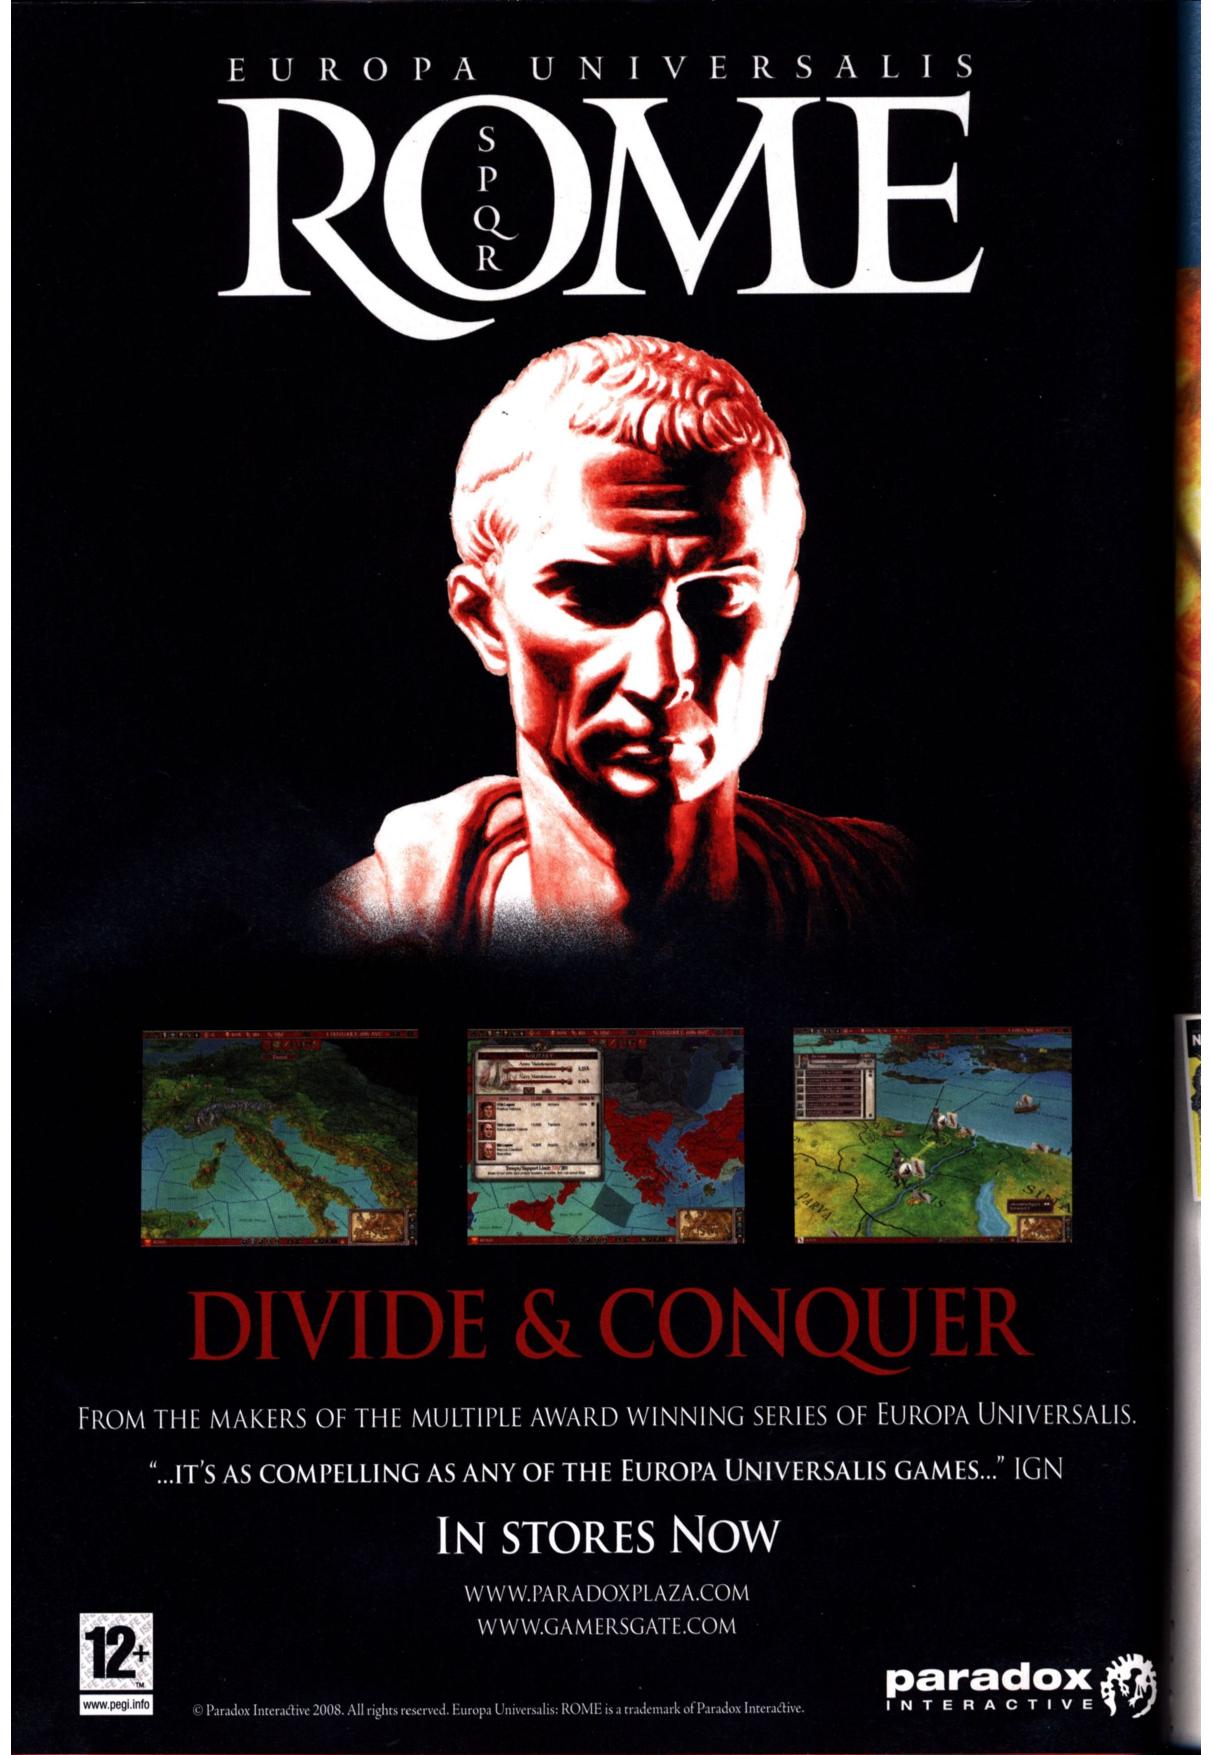 EUROPA UNIVERSALIS
ROME
SPQR
DIVIDE & CONQUER
FROM THE MAKERS OF THE MULTIPLE AWARD WINNING SERIES OF EUROPA UNIVERSALIS.
"...IT'S AS COMPELLING AS ANY OF THE EUROPA UNIVERSALIS GAMES..." IGN
IN STORES NOW
WWW.PARADOXPLAZA.COM
WWW.GAMERSGATE.COM
12+
TM
www.pegi.info
© Paradox Interactive 2008. All rights reserved. Europa Universalis: ROME is a trademark of Paradox Interactive.
paradox
INTERACTIVE